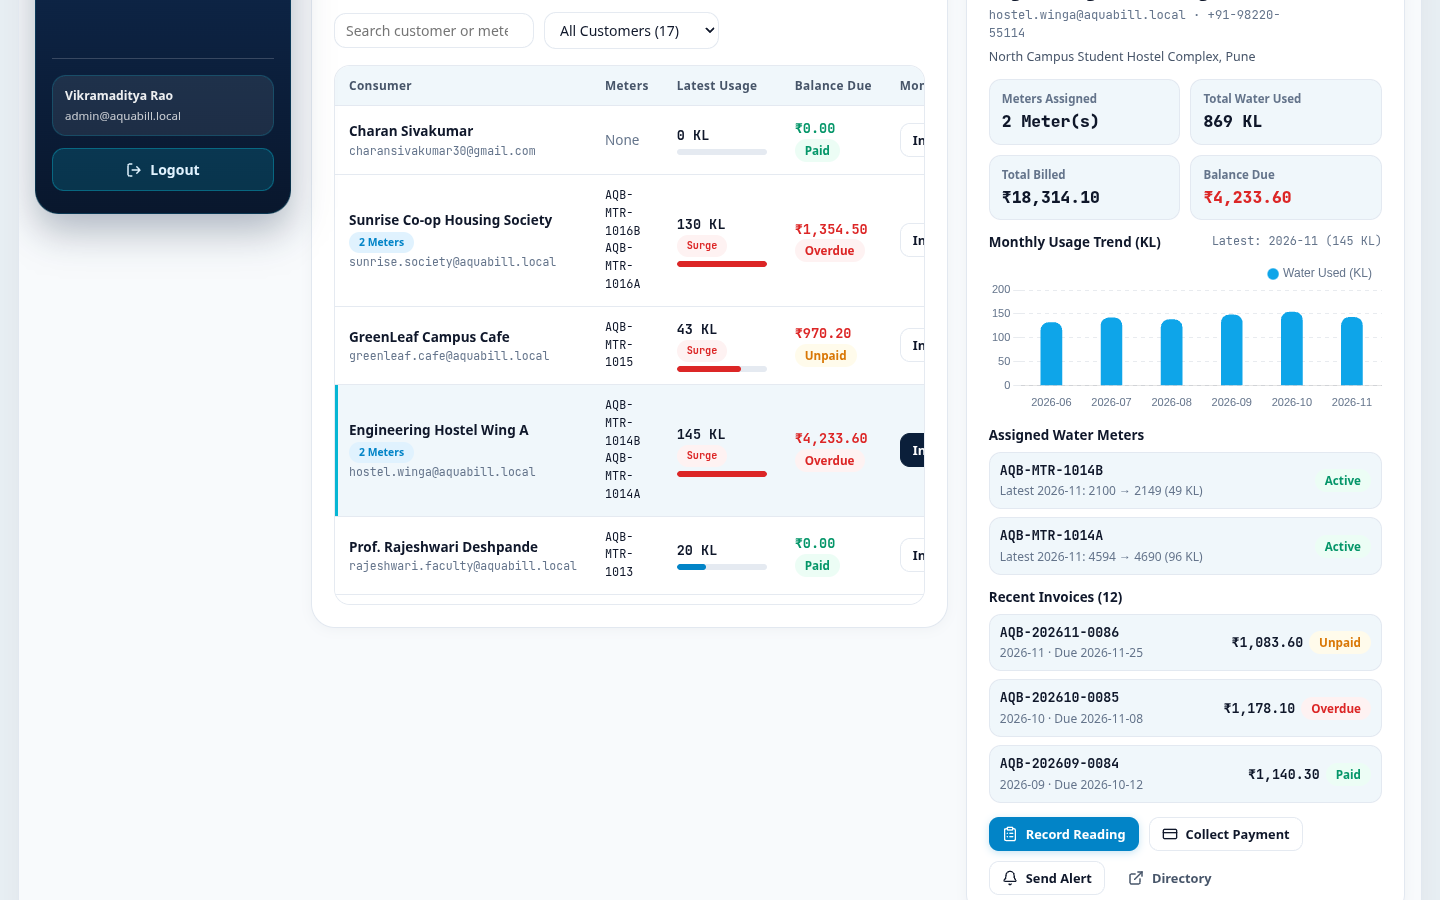 Vikramaditya Rao
admin@aquabill.local
Logout
Search customer or mete
All Customers (17)
Consumer Meters Latest Usage Balance Due Mor
Charan Sivakumar
charansivakumar30@gmail.com
None
0 KL
₹0.00
Paid
In
Sunrise Co-op Housing Society
2 Meters
sunrise.society@aquabill.local
AQB-
MTR-
1016B
AQB-
MTR-
1016A
130 KL
Surge
₹1,354.50
Overdue
In
GreenLeaf Campus Cafe
greenleaf.cafe@aquabill.local
AQB-
MTR-
1015
43 KL
Surge
₹970.20
Unpaid
In
Engineering Hostel Wing A
2 Meters
hostel.winga@aquabill.local
AQB-
MTR-
1014B
AQB-
MTR-
1014A
145 KL
Surge
₹4,233.60
Overdue
In
Prof. Rajeshwari Deshpande
rajeshwari.faculty@aquabill.local
AQB-
MTR-
1013
20 KL
₹0.00
Paid
In
hostel.winga@aquabill.local · +91-98220-
55114
North Campus Student Hostel Complex, Pune
Meters Assigned
2 Meter(s)
Total Water Used
869 KL
Total Billed
₹18,314.10
Balance Due
₹4,233.60
Monthly Usage Trend (KL)
Latest: 2026-11 (145 KL)
Water Used (KL)
200
150
100
50
0
2026-06 2026-07 2026-08 2026-09 2026-10 2026-11
Assigned Water Meters
AQB-MTR-1014B
Latest 2026-11: 2100 → 2149 (49 KL)
Active
AQB-MTR-1014A
Latest 2026-11: 4594 → 4690 (96 KL)
Active
Recent Invoices (12)
AQB-202611-0086
2026-11 · Due 2026-11-25
₹1,083.60 Unpaid
AQB-202610-0085
2026-10 · Due 2026-11-08
₹1,178.10 Overdue
AQB-202609-0084
2026-09 · Due 2026-10-12
₹1,140.30 Paid
Record Reading
Collect Payment
Send Alert
Directory